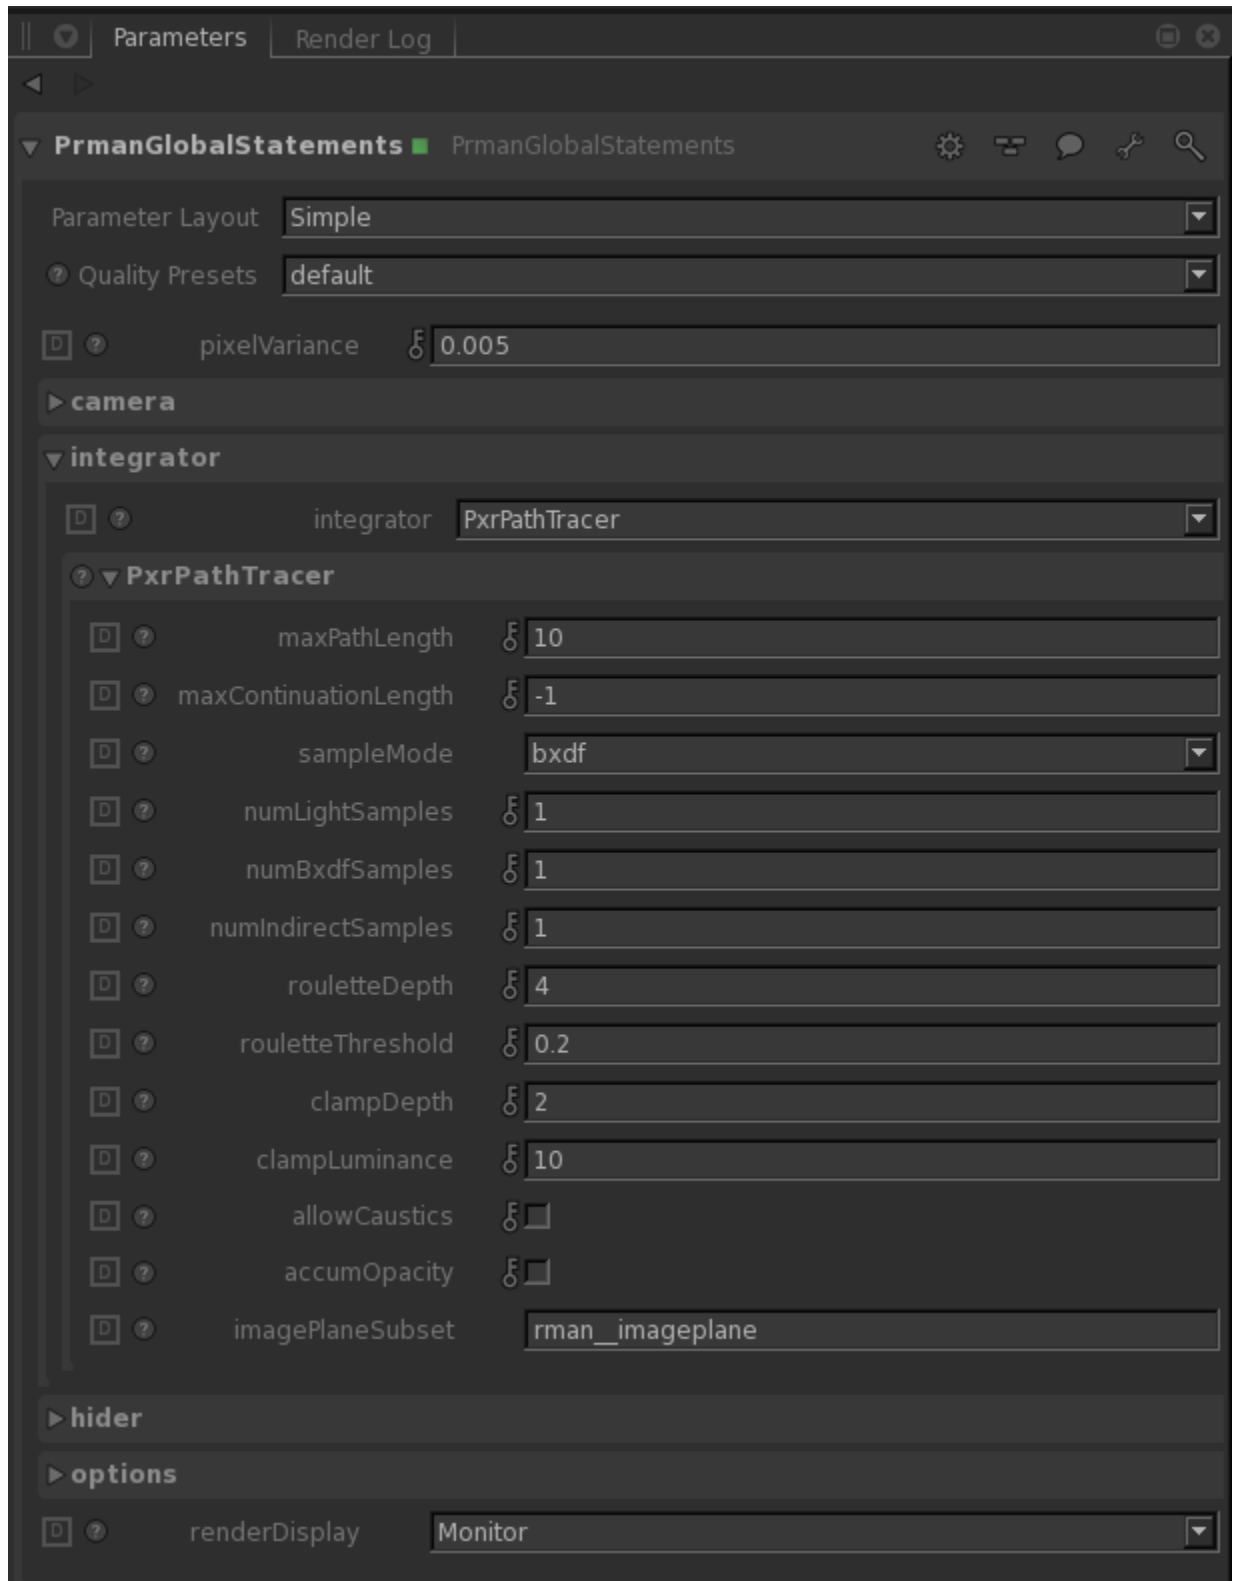 Parameters Render Log
PrmanGlobalStatements PrmanGlobalStatements
Parameter Layout Simple
? Quality Presets default
D ? pixelVariance 0.005
camera
integrator
D ? integrator PxrPathTracer
? PxrPathTracer
D ? maxPathLength 10
D ? maxContinuationLength -1
D ? sampleMode bxdf
D ? numLightSamples 1
D ? numBxdfSamples 1
D ? numIndirectSamples 1
D ? rouletteDepth 4
D ? rouletteThreshold 0.2
D ? clampDepth 2
D ? clampLuminance 10
D ? allowCaustics
D ? accumOpacity
D ? imagePlaneSubset rman__imageplane
hider
options
D ? renderDisplay Monitor